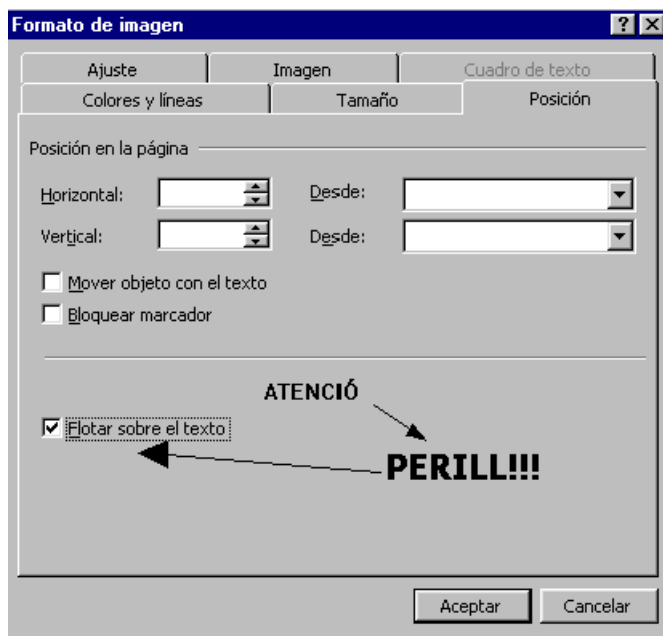 Formato de imagen
Ajuste Imagen Cuadro de texto
Colores y líneas Tamaño Posición
Posición en la página
Horizontal: Desde:
Vertical: Desde:
Mover objeto con el texto
Bloquear marcador
ATENCIÓ
Flotar sobre el texto
PERILL!!!
Aceptar Cancelar